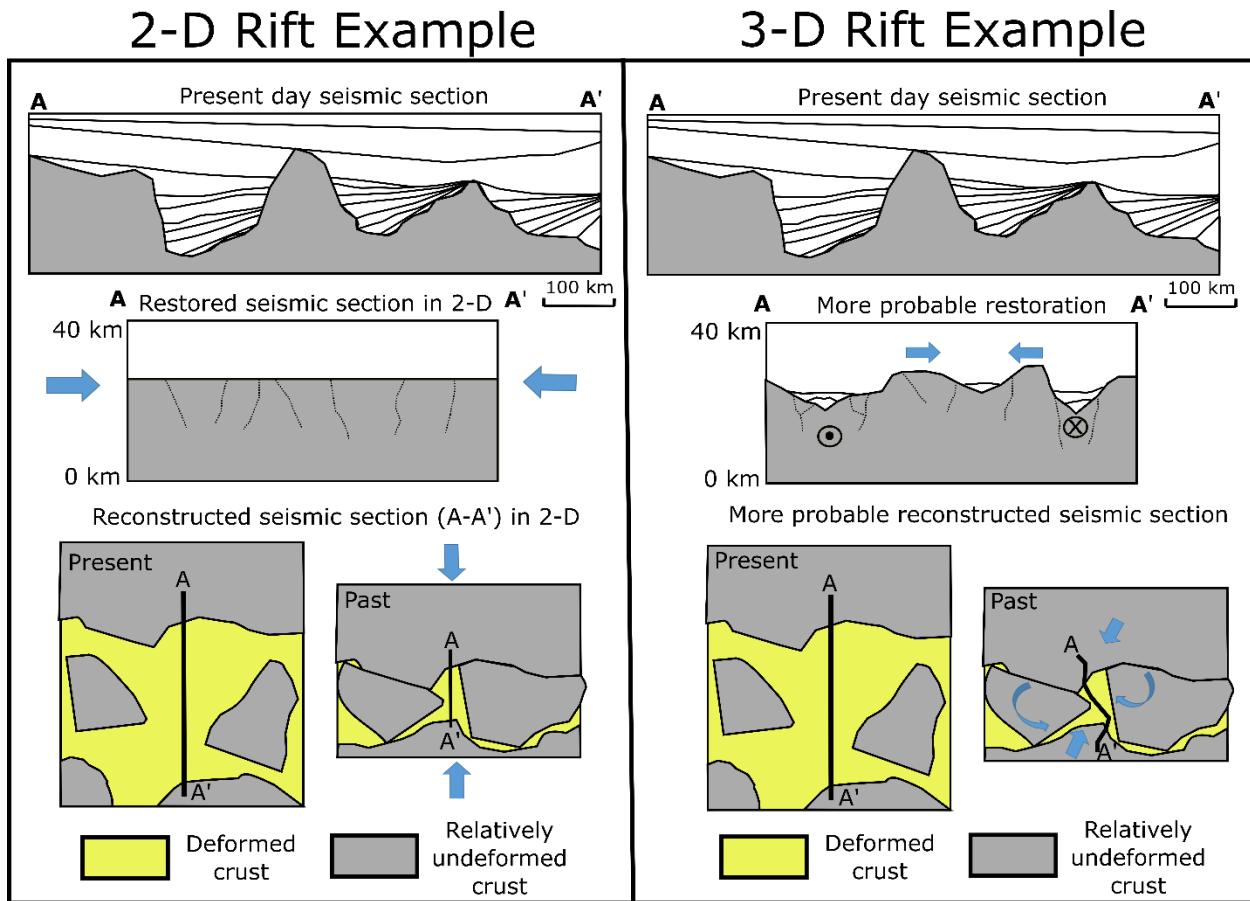 2-D Rift Example
3-D Rift Example
A
Present day seismic section
A'
A
Restored seismic section in 2-D
A'
100 km
40 km
0 km
Reconstructed seismic section (A-A') in 2-D
Present
A
A'
Past
A
A'
Deformed
crust
Relatively
undeformed
crust
A
Present day seismic section
A'
A
More probable restoration
A'
100 km
40 km
0 km
X
More probable reconstructed seismic section
Present
A
A'
Past
A
A'
Deformed
crust
Relatively
undeformed
crust